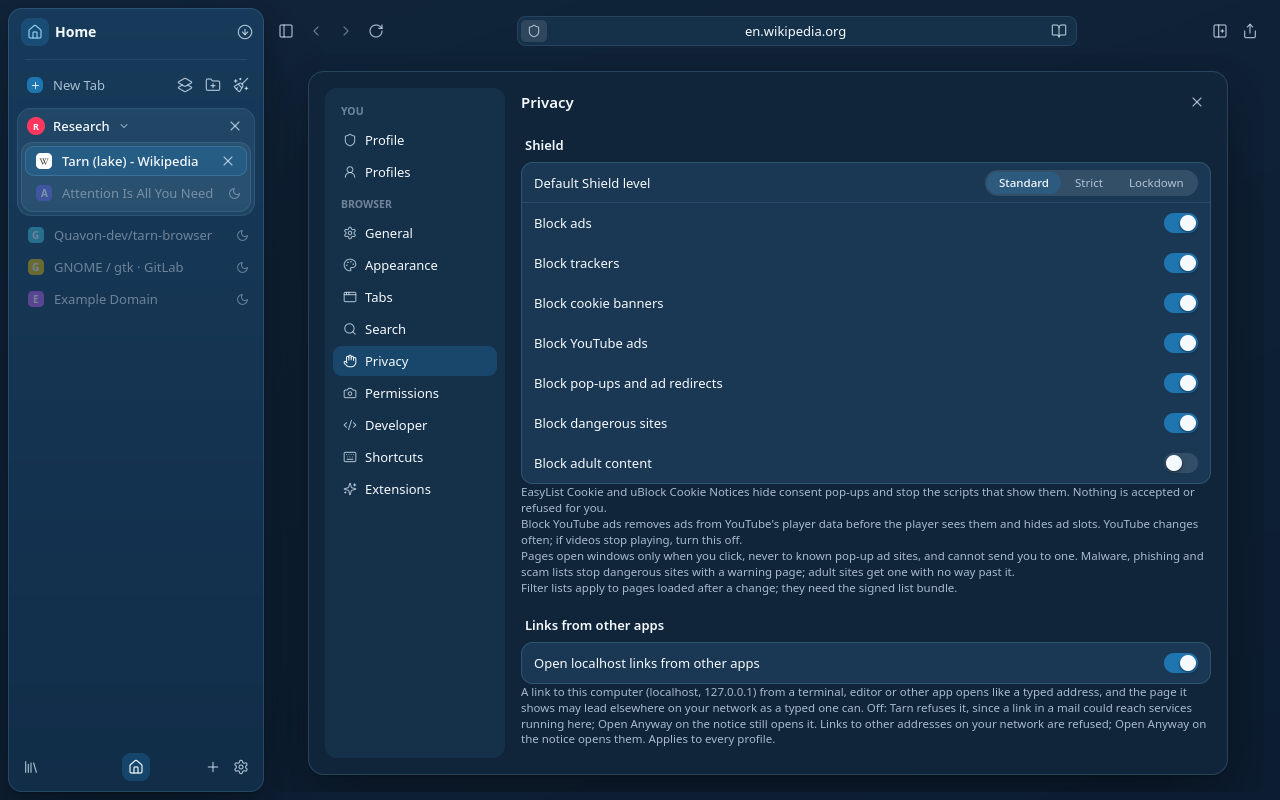 Home
en.wikipedia.org
New Tab
R Research
W Tarn (lake) - Wikipedia
A Attention Is All You Need
G Quavon-dev/tarn-browser
G GNOME / gtk · GitLab
E Example Domain
YOU
Profile
Profiles
BROWSER
General
Appearance
Tabs
Search
Privacy
Permissions
Developer
Shortcuts
Extensions
Privacy
Shield
Default Shield level Standard Strict Lockdown
Block ads
Block trackers
Block cookie banners
Block YouTube ads
Block pop-ups and ad redirects
Block dangerous sites
Block adult content
EasyList Cookie and uBlock Cookie Notices hide consent pop-ups and stop the scripts that show them. Nothing is accepted or
refused for you.
Block YouTube ads removes ads from YouTube's player data before the player sees them and hides ad slots. YouTube changes
often; if videos stop playing, turn this off.
Pages open windows only when you click, never to known pop-up ad sites, and cannot send you to one. Malware, phishing and
scam lists stop dangerous sites with a warning page; adult sites get one with no way past it.
Filter lists apply to pages loaded after a change; they need the signed list bundle.
Links from other apps
Open localhost links from other apps
A link to this computer (localhost, 127.0.0.1) from a terminal, editor or other app opens like a typed address, and the page it
shows may lead elsewhere on your network as a typed one can. Off: Tarn refuses it, since a link in a mail could reach services
running here; Open Anyway on the notice still opens it. Links to other addresses on your network are refused; Open Anyway on
the notice opens them. Applies to every profile.